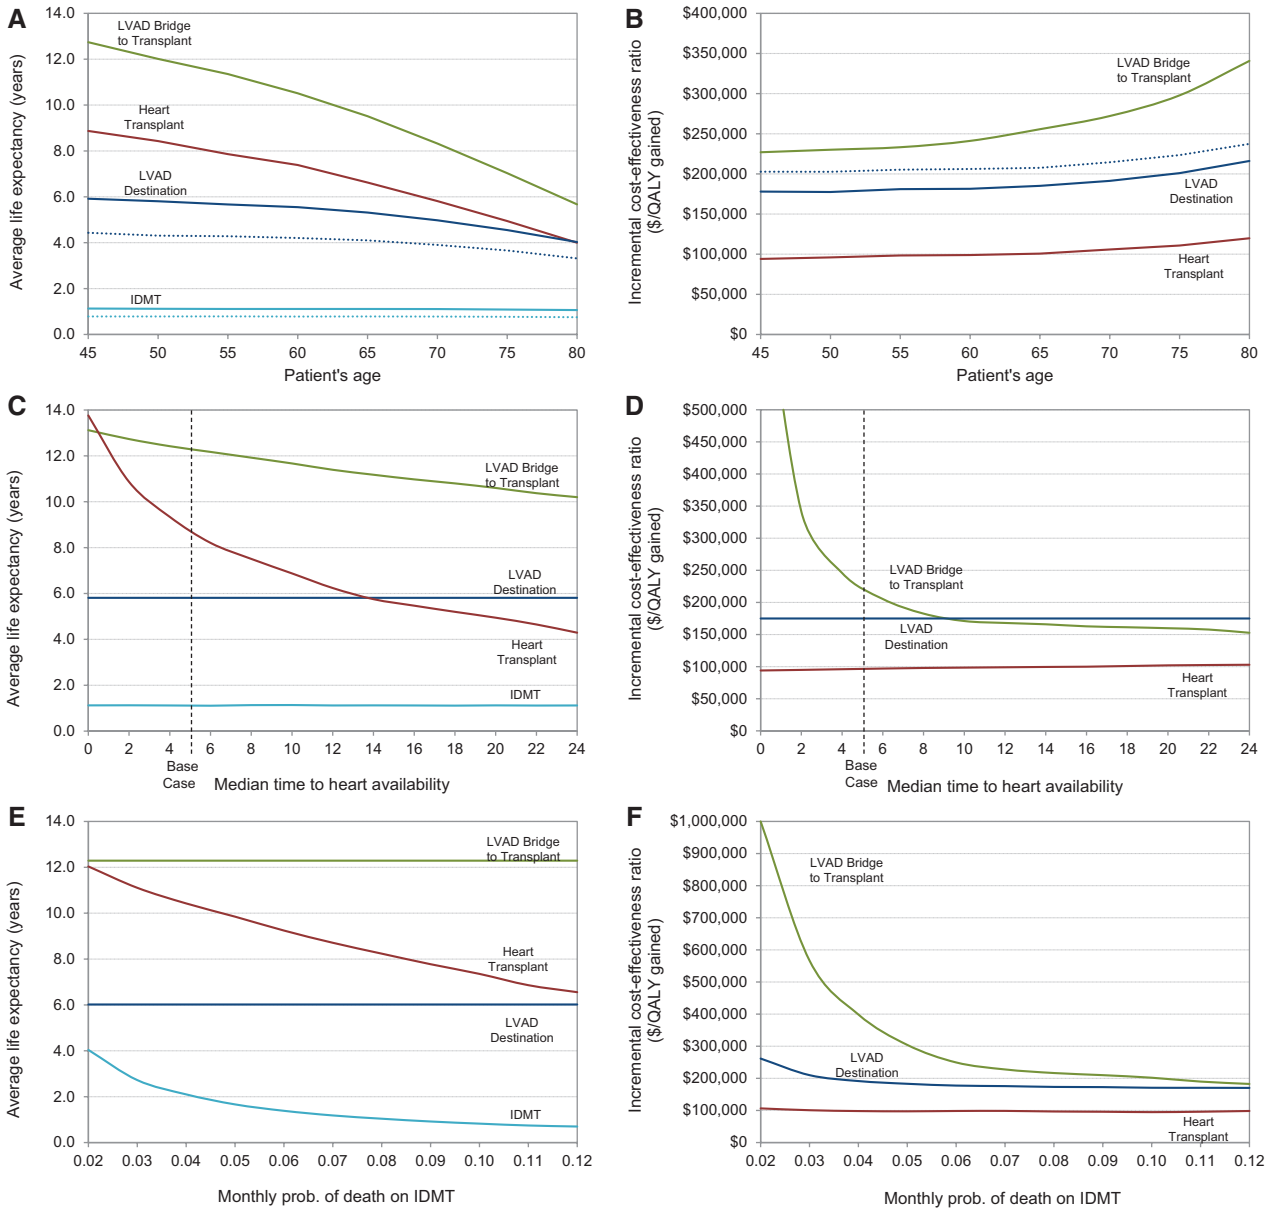 A
14.0
12.0
10.0
8.0
6.0
4.0
2.0
0.0
Average life expectancy (years)
LVAD Bridge
to Transplant
Heart
Transplant
LVAD
Destination
IDMT
45 50 55 60 65 70 75 80
Patient's age
B
$400,000
$350,000
$300,000
$250,000
$200,000
$150,000
$100,000
$50,000
$0
Incremental cost-effectiveness ratio
($/QALY gained)
LVAD Bridge
to Transplant
LVAD
Destination
Heart
Transplant
45 50 55 60 65 70 75 80
Patient's age
C
14.0
12.0
10.0
8.0
6.0
4.0
2.0
0.0
Average life expectancy (years)
LVAD Bridge
to Transplant
LVAD
Destination
Heart
Transplant
IDMT
0 2 4 6 8 10 12 14 16 18 20 22 24
Base
Case
Median time to heart availability
D
$500,000
$450,000
$400,000
$350,000
$300,000
$250,000
$200,000
$150,000
$100,000
$50,000
$0
Incremental cost-effectiveness ratio
($/QALY gained)
LVAD Bridge
to Transplant
LVAD
Destination
Heart
Transplant
0 2 4 6 8 10 12 14 16 18 20 22 24
Base
Case
Median time to heart availability
E
14.0
12.0
10.0
8.0
6.0
4.0
2.0
0.0
Average life expectancy (years)
LVAD Bridge
to Transplant
Heart
Transplant
LVAD
Destination
IDMT
0.02 0.03 0.04 0.05 0.06 0.07 0.08 0.09 0.10 0.11 0.12
Monthly prob. of death on IDMT
F
$1,000,000
$900,000
$800,000
$700,000
$600,000
$500,000
$400,000
$300,000
$200,000
$100,000
$0
Incremental cost-effectiveness ratio
($/QALY gained)
LVAD Bridge
to Transplant
LVAD
Destination
Heart
Transplant
0.02 0.03 0.04 0.05 0.06 0.07 0.08 0.09 0.10 0.11 0.12
Monthly prob. of death on IDMT